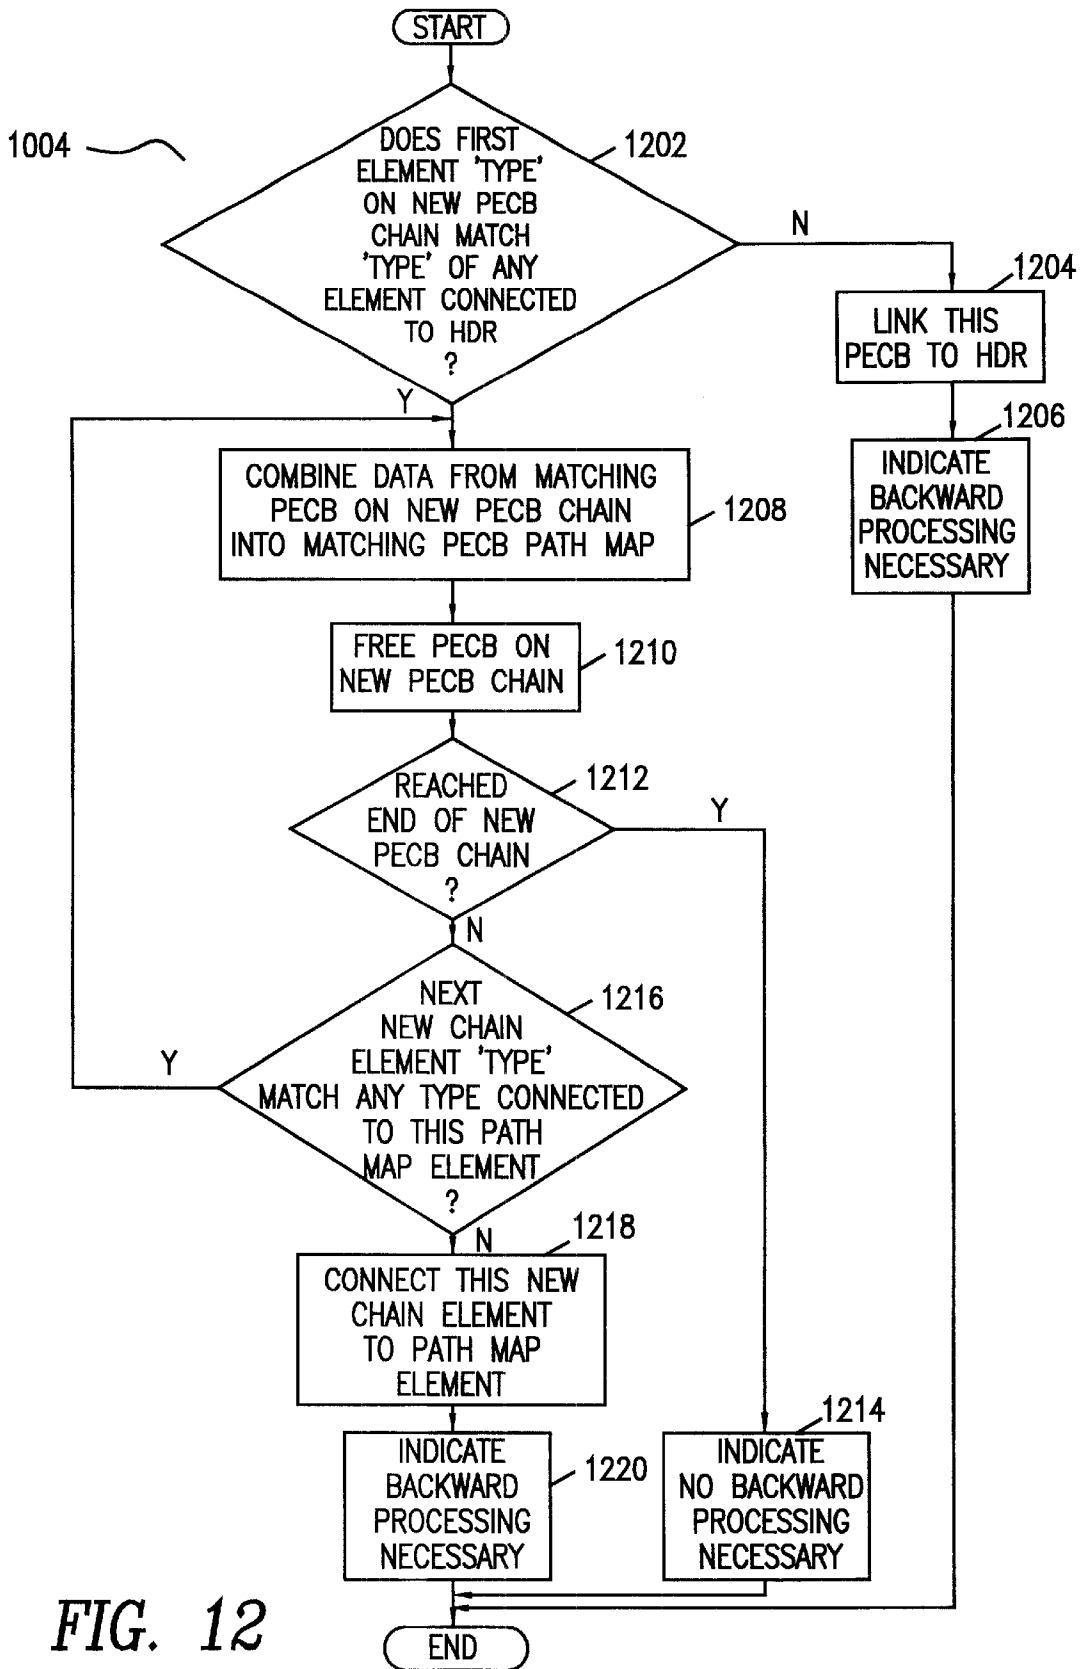 START
1004
DOES FIRST
ELEMENT 'TYPE'
ON NEW PECB
CHAIN MATCH
'TYPE' OF ANY
ELEMENT CONNECTED
TO HDR
?
1202
N
1204
LINK THIS
PECB TO HDR
1206
INDICATE
BACKWARD
PROCESSING
NECESSARY
Y
COMBINE DATA FROM MATCHING
PECB ON NEW PECB CHAIN
INTO MATCHING PECB PATH MAP
1208
FREE PECB ON
NEW PECB CHAIN
1210
REACHED
END OF NEW
PECB CHAIN
?
1212
Y
N
NEXT
NEW CHAIN
ELEMENT 'TYPE'
MATCH ANY TYPE CONNECTED
TO THIS PATH
MAP ELEMENT
?
1216
Y
N
1218
CONNECT THIS NEW
CHAIN ELEMENT
TO PATH MAP
ELEMENT
INDICATE
BACKWARD
PROCESSING
NECESSARY
1220
1214
INDICATE
NO BACKWARD
PROCESSING
NECESSARY
END
FIG. 12